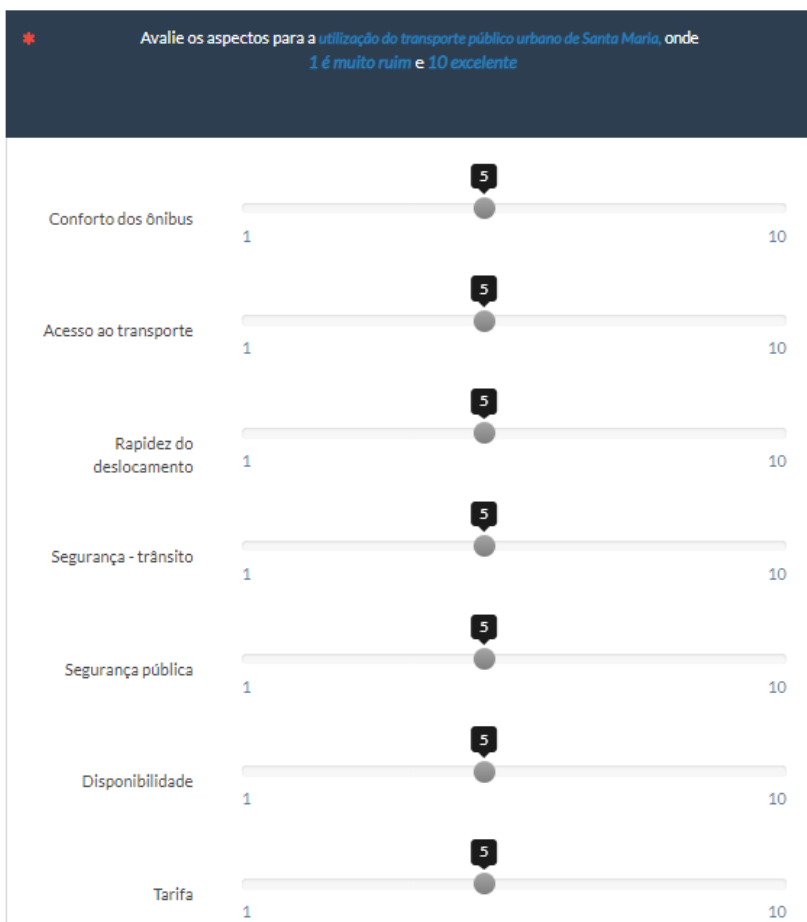 * Avalie os aspectos para a utilização do transporte público urbano de Santa Maria, onde
1 é muito ruim e 10 excelente
5
Conforto dos ônibus
1 10
5
Acesso ao transporte
1 10
5
Rapidez do
deslocamento
1 10
5
Segurança - trânsito
1 10
5
Segurança pública
1 10
5
Disponibilidade
1 10
5
Tarifa
1 10